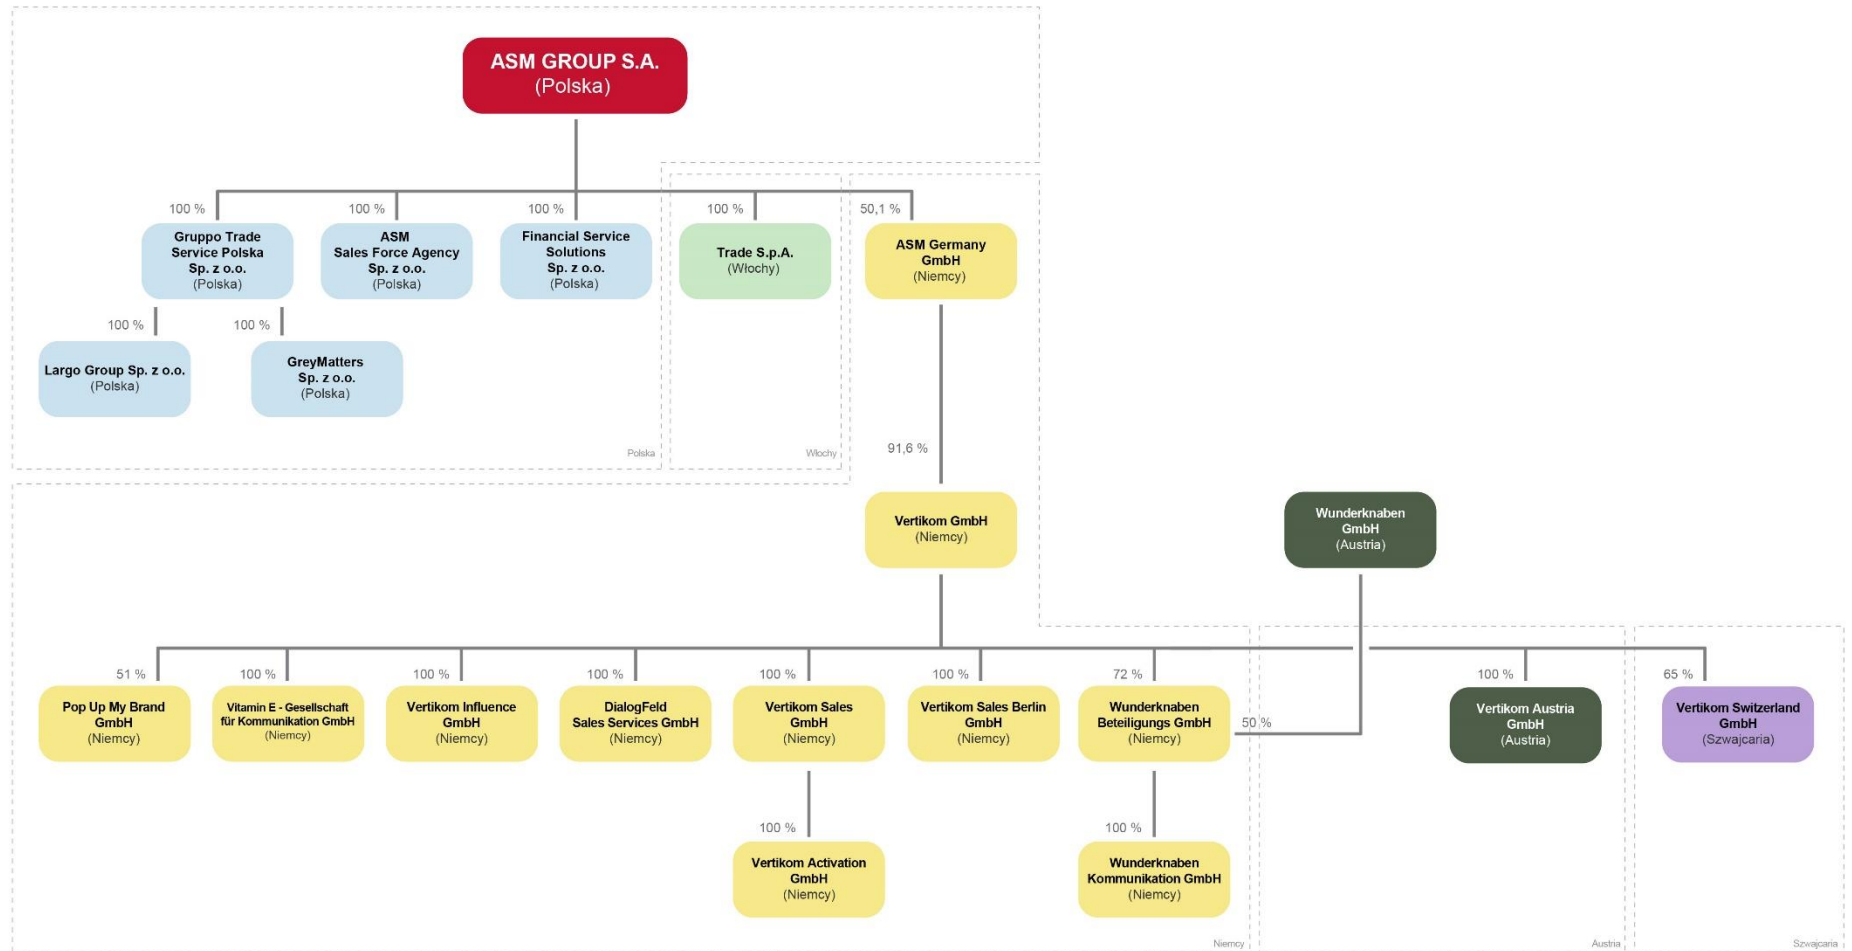 ASM GROUP S.A.
(Polska)
100 %
100 %
100 %
100 %
50,1 %
Gruppo Trade
Service Polska
Sp. z o.o.
(Polska)
ASM
Sales Force Agency
Sp. z o.o.
(Polska)
Financial Service
Solutions
Sp. z o.o.
(Polska)
Trade S.p.A.
(Włochy)
ASM Germany
GmbH
(Niemcy)
100 %
100 %
Largo Group Sp. z o.o.
(Polska)
GreyMatters
Sp. z o.o.
(Polska)
Polska
Włochy
91,6 %
Vertikom GmbH
(Niemcy)
Wunderknaben
GmbH
(Austria)
51 %
100 %
100 %
100 %
100 %
100 %
72 %
100 %
65 %
Pop Up My Brand
GmbH
(Niemcy)
Vitamin E - Gesellschaft
für Kommunikation GmbH
(Niemcy)
Vertikom Influence
GmbH
(Niemcy)
DialogFeld
Sales Services GmbH
(Niemcy)
Vertikom Sales
GmbH
(Niemcy)
Vertikom Sales Berlin
GmbH
(Niemcy)
Wunderknaben
Beteiligungs GmbH
(Niemcy)
50 %
Vertikom Austria
GmbH
(Austria)
Vertikom Switzerland
GmbH
(Szwajcaria)
100 %
100 %
Vertikom Activation
GmbH
(Niemcy)
Wunderknaben
Kommunikation GmbH
(Niemcy)
Niemcy
Austria
Szwajcaria